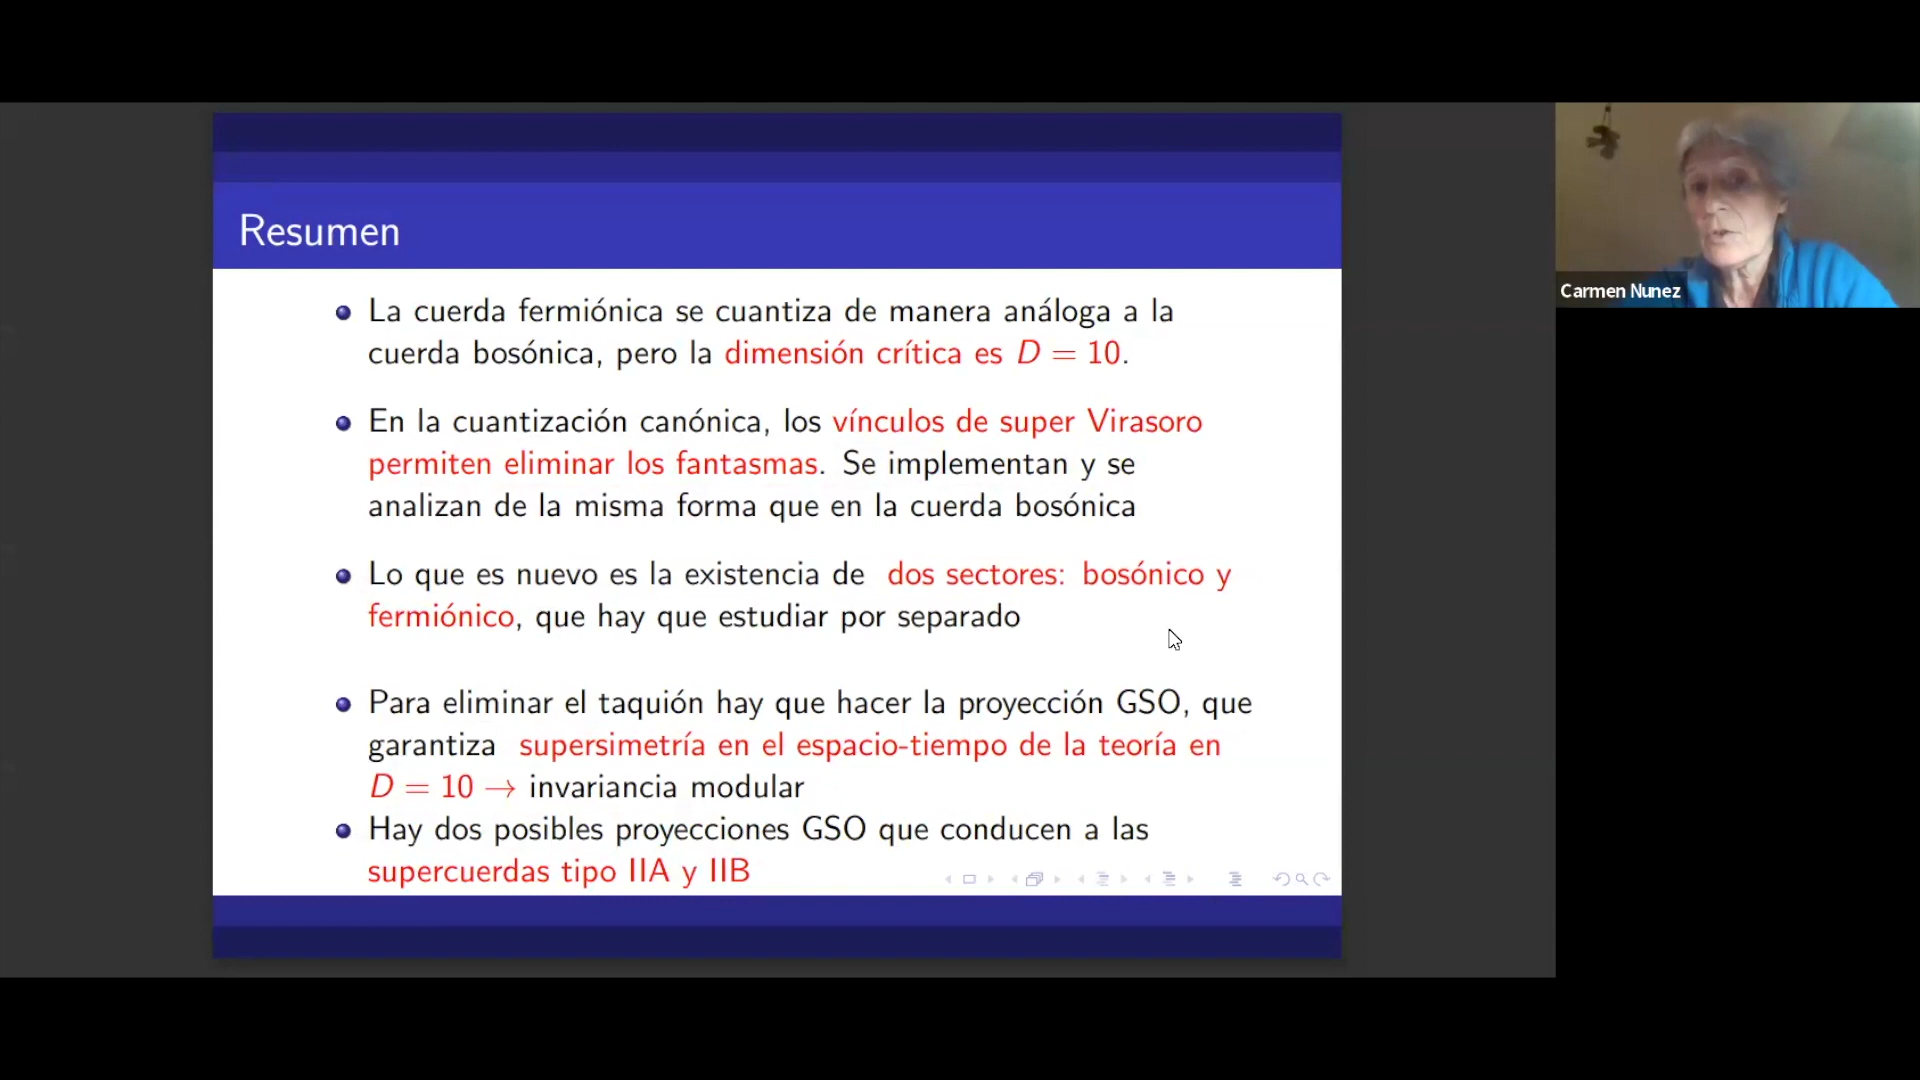 Resumen
La cuerda fermiónica se cuantiza de manera análoga a la
cuerda bosónica, pero la dimensión crítica es D = 10.
En la cuantización canónica, los vínculos de super Virasoro
permiten eliminar los fantasmas. Se implementan y se
analizan de la misma forma que en la cuerda bosónica
Lo que es nuevo es la existencia de dos sectores: bosónico y
fermiónico, que hay que estudiar por separado
Para eliminar el taquión hay que hacer la proyección GSO, que
garantiza supersimetría en el espacio-tiempo de la teoría en
D = 10 → invariancia modular
Hay dos posibles proyecciones GSO que conducen a las
supercuerdas tipo IIA y IIB
Carmen Nunez